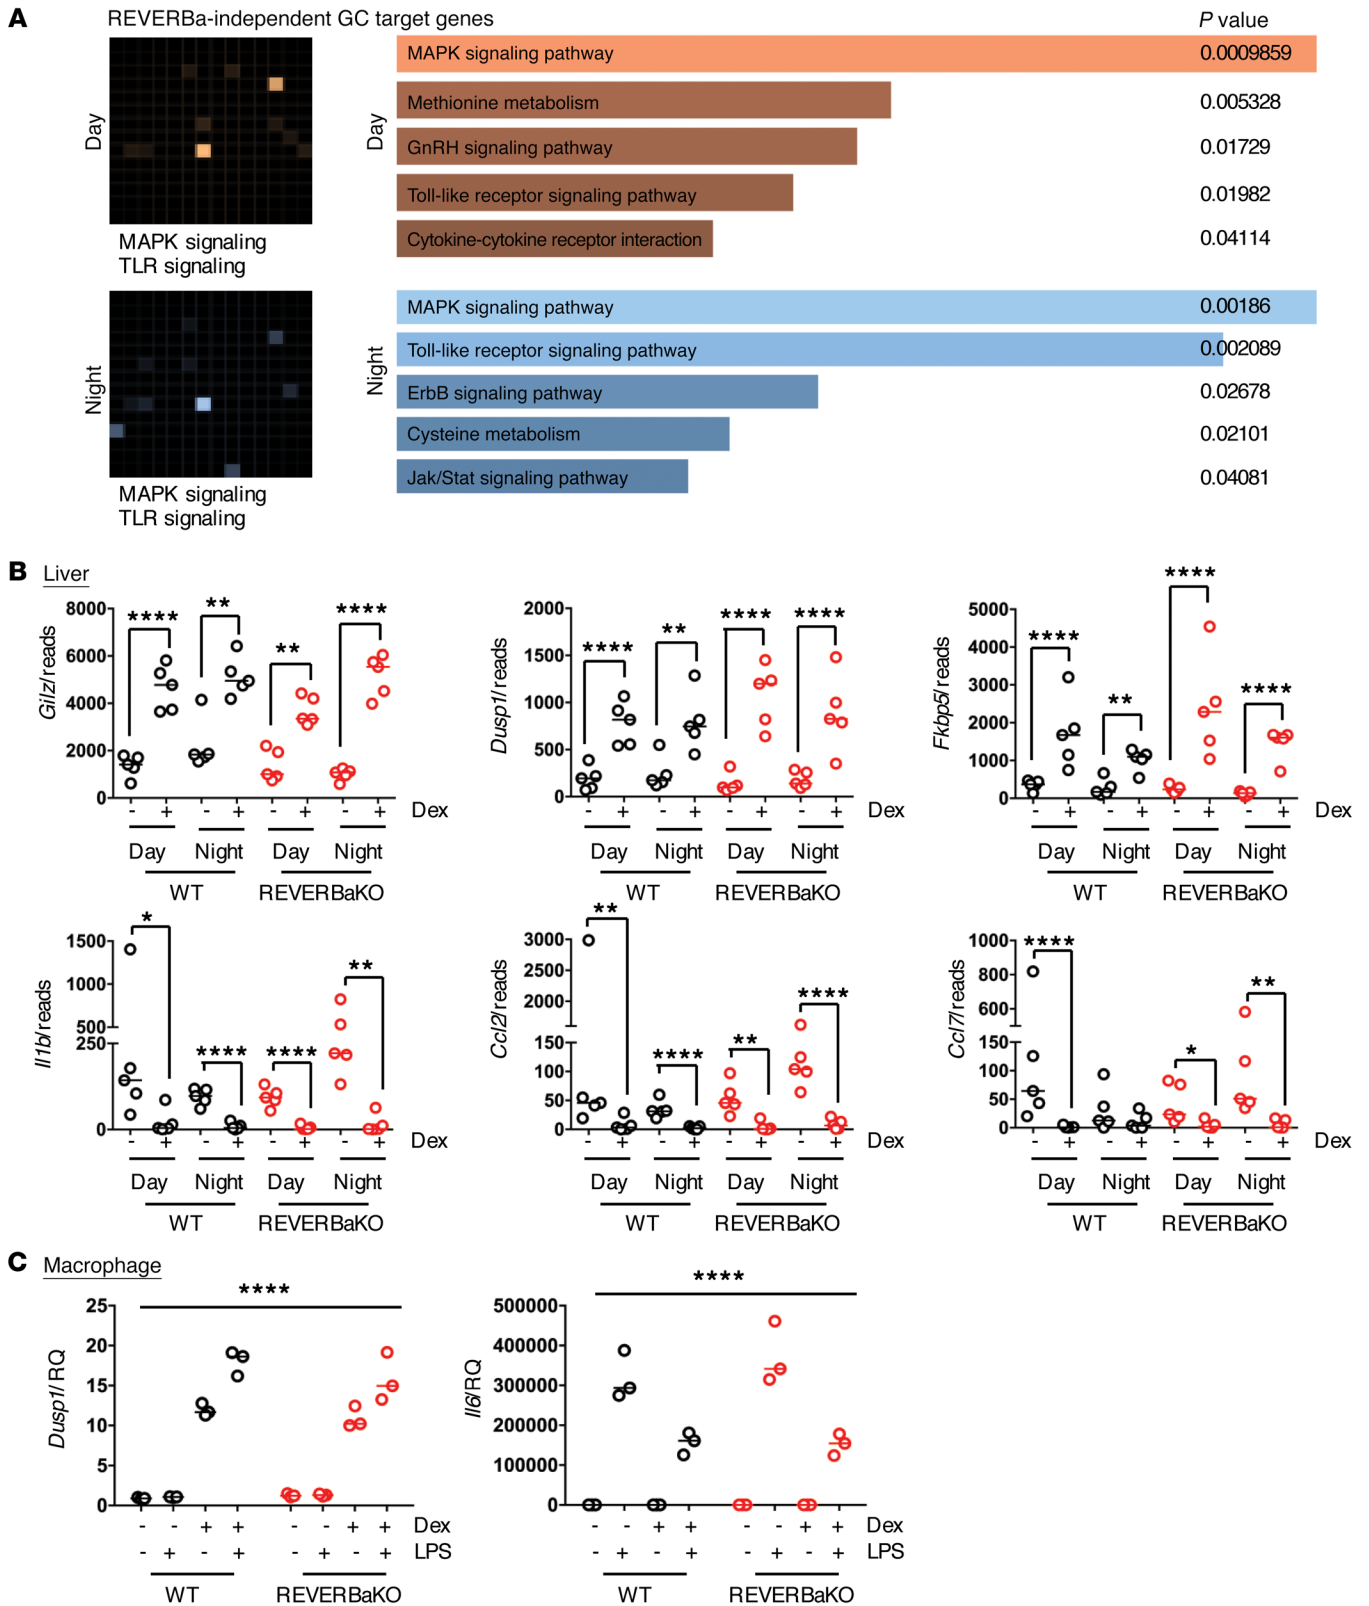 A
REVERBa-independent GC target genes
P value
Day
MAPK signaling
TLR signaling
Day
MAPK signaling pathway 0.0009859
Methionine metabolism 0.005328
GnRH signaling pathway 0.01729
Toll-like receptor signaling pathway 0.01982
Cytokine-cytokine receptor interaction 0.04114
Night
MAPK signaling
TLR signaling
Night
MAPK signaling pathway 0.00186
Toll-like receptor signaling pathway 0.002089
ErbB signaling pathway 0.02678
Cysteine metabolism 0.02101
Jak/Stat signaling pathway 0.04081
B Liver
Gilz/reads
8000
6000
4000
2000
0
**** ** ** ****
- + - + - + - + Dex
Day Night Day Night
WT REVERBaKO
Dusp1/reads
2000
1500
1000
500
0
**** ** **** ****
- + - + - + - + Dex
Day Night Day Night
WT REVERBaKO
Fkbp5/reads
5000
4000
3000
2000
1000
0
**** ** **** ****
- + - + - + - + Dex
Day Night Day Night
WT REVERBaKO
Il1b/reads
1500
1000
500
250
0
* **** **** **
- + - + - + - + Dex
Day Night Day Night
WT REVERBaKO
Ccl2/reads
3000
2500
2000
150
100
50
0
** **** ** ****
- + - + - + - + Dex
Day Night Day Night
WT REVERBaKO
Ccl7/reads
1000
800
600
150
100
50
0
**** * **
- + - + - + - + Dex
Day Night Day Night
WT REVERBaKO
C Macrophage
Dusp1/RQ
25
20
15
10
5
0
****
- - + + - - + + Dex
- + - + - + - + LPS
WT REVERBaKO
Il6/RQ
500000
400000
300000
200000
100000
0
****
- - + + - - + + Dex
- + - + - + - + LPS
WT REVERBaKO